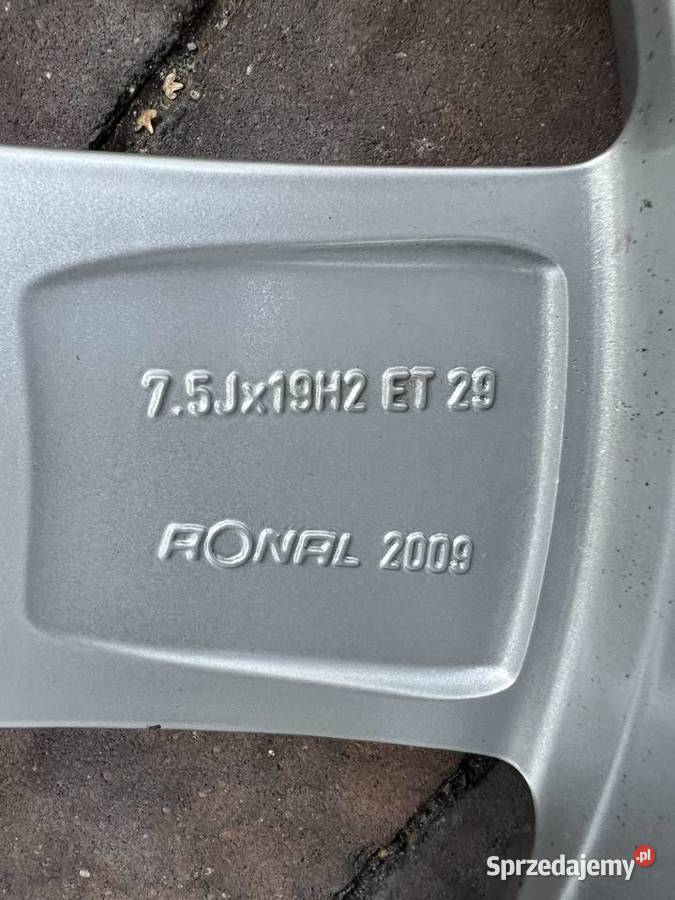 7.5Jx19H2 ET 29
RONAL 2009
Sprzedajemy.pl